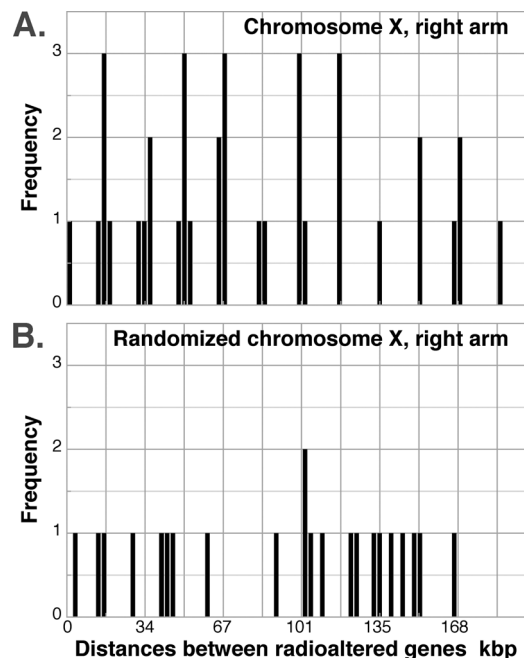 A.
Chromosome X, right arm
3
2
1
0
Frequency
B.
Randomized chromosome X, right arm
3
2
1
0
Frequency
0 34 67 101 135 168
Distances between radioaltered genes kbp